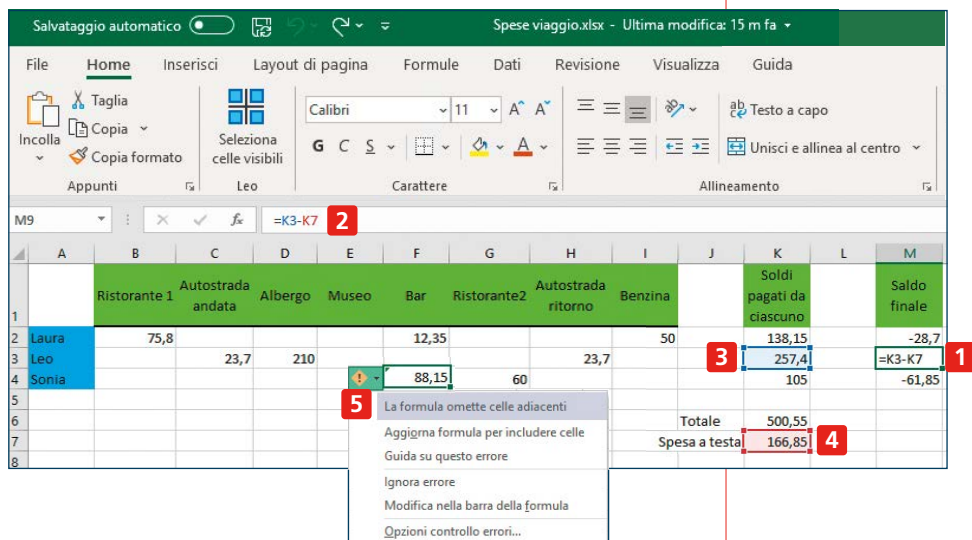 Salvataggio automatico Spese viaggio.xlsx - Ultima modifica: 15 m fa
File Home Inserisci Layout di pagina Formule Dati Revisione Visualizza Guida
Incolla
Taglia
Copia
Copia formato
Appunti
Seleziona
celle visibili
Leo
Calibri 11 A A
G C S A
Carattere
ab Testo a capo
Unisci e allinea al centro
Allineamento
M9 fx =K3-K7 2
A B C D E F G H I J K L M
1 Ristorante 1 Autostrada andata Albergo Museo Bar Ristorante2 Autostrada ritorno Benzina Soldi pagati da ciascuno Saldo finale
2 Laura 75,8 12,35 50 138,15 -28,7
3 Leo 23,7 210 23,7 3 257,4 =K3-K7 1
4 Sonia 88,15 60 105 -61,85
5
6 Totale 500,55
7 Spesa a testa 166,85 4
8
5
La formula omette celle adiacenti
Aggiorna formula per includere celle
Guida su questo errore
Ignora errore
Modifica nella barra della formula
Opzioni controllo errori...